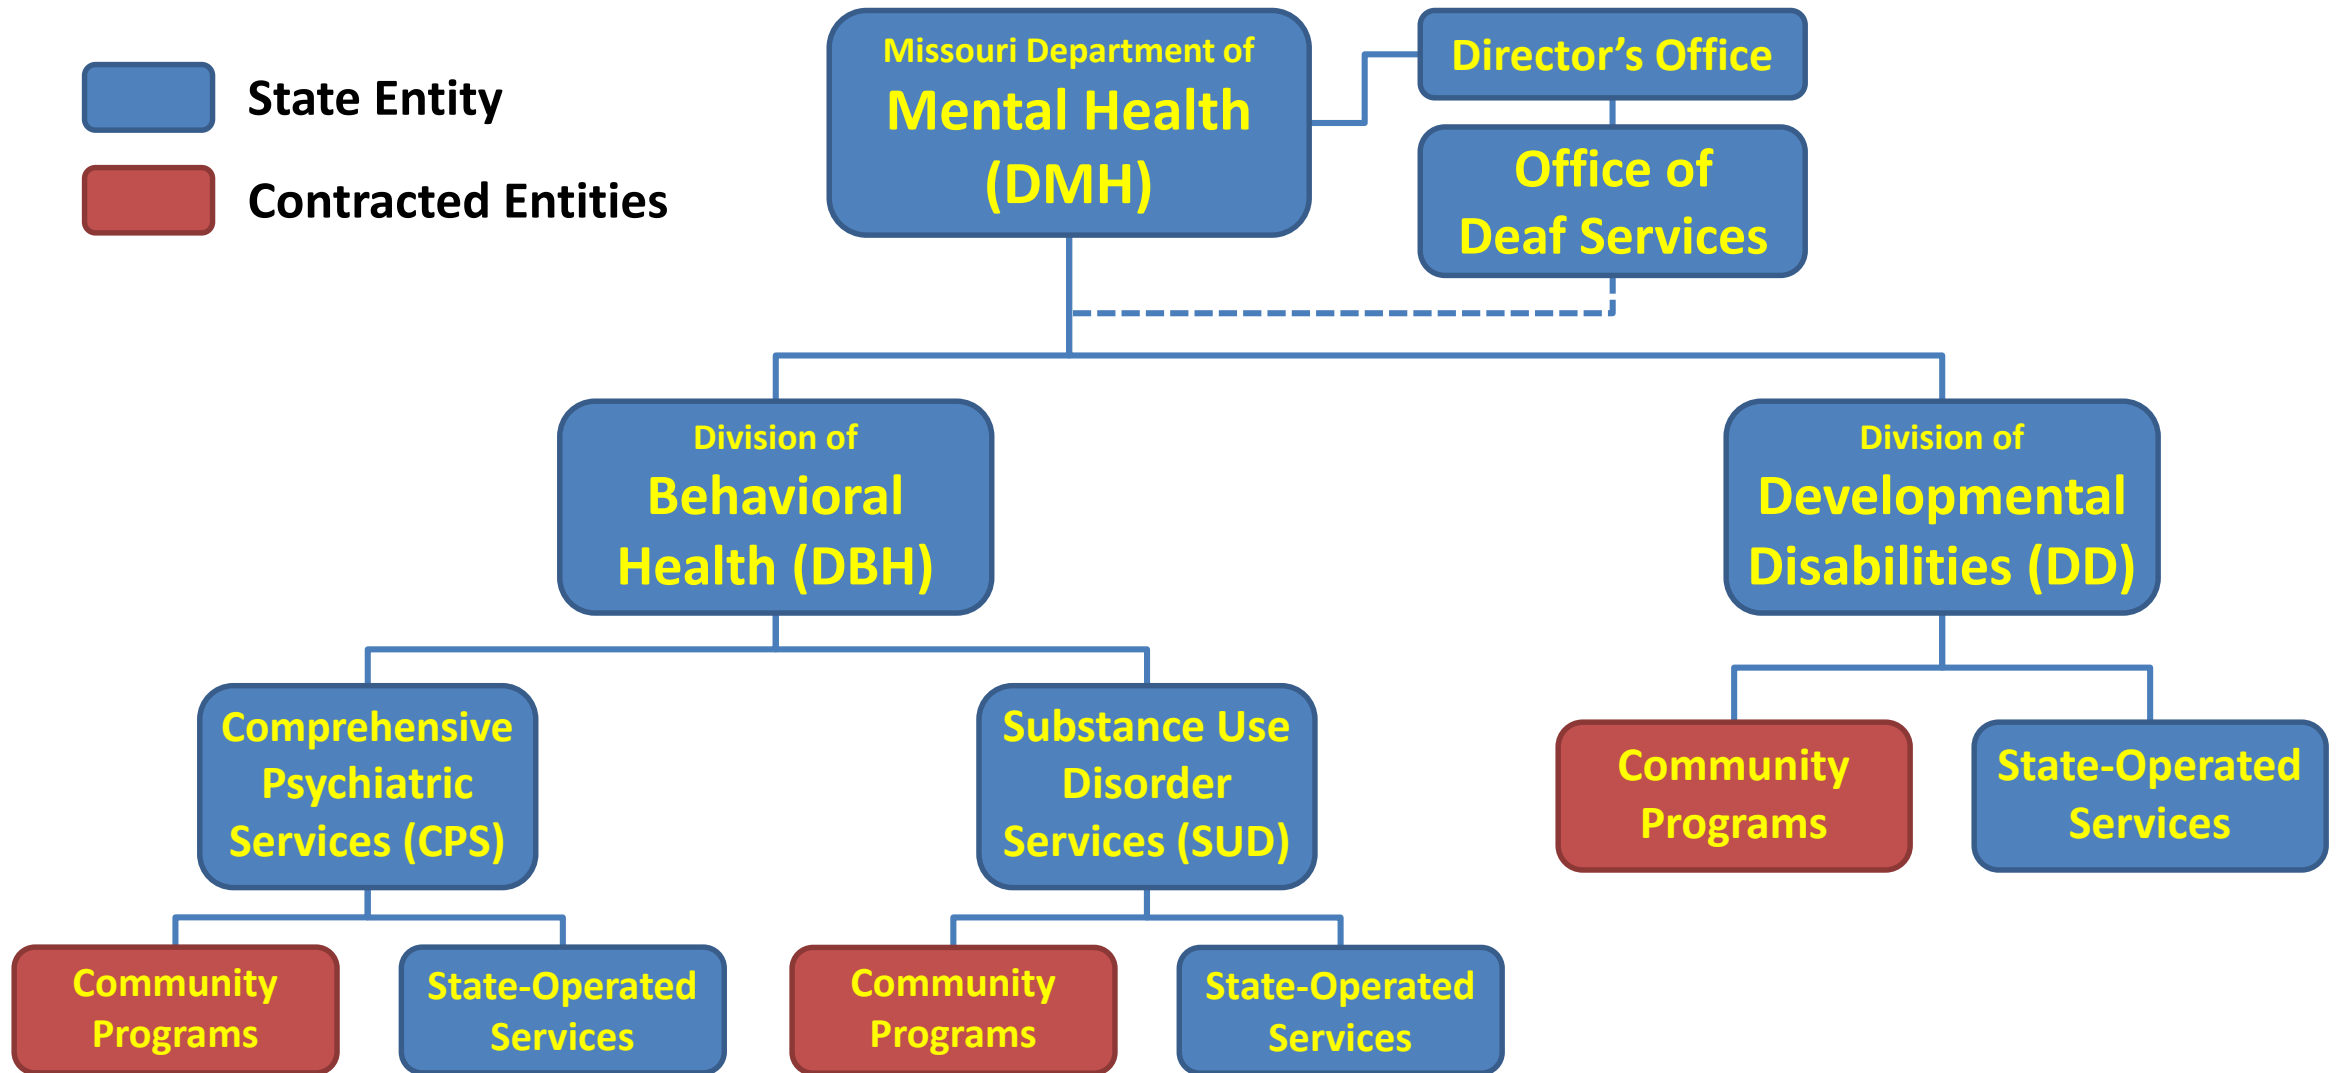 State Entity
Contracted Entities
Missouri Department of
Mental Health
(DMH)
Director’s Office
Office of
Deaf Services
Division of
Behavioral
Health (DBH)
Division of
Developmental
Disabilities (DD)
Comprehensive
Psychiatric
Services (CPS)
Substance Use
Disorder
Services (SUD)
Community
Programs
State-Operated
Services
Community
Programs
State-Operated
Services
Community
Programs
State-Operated
Services